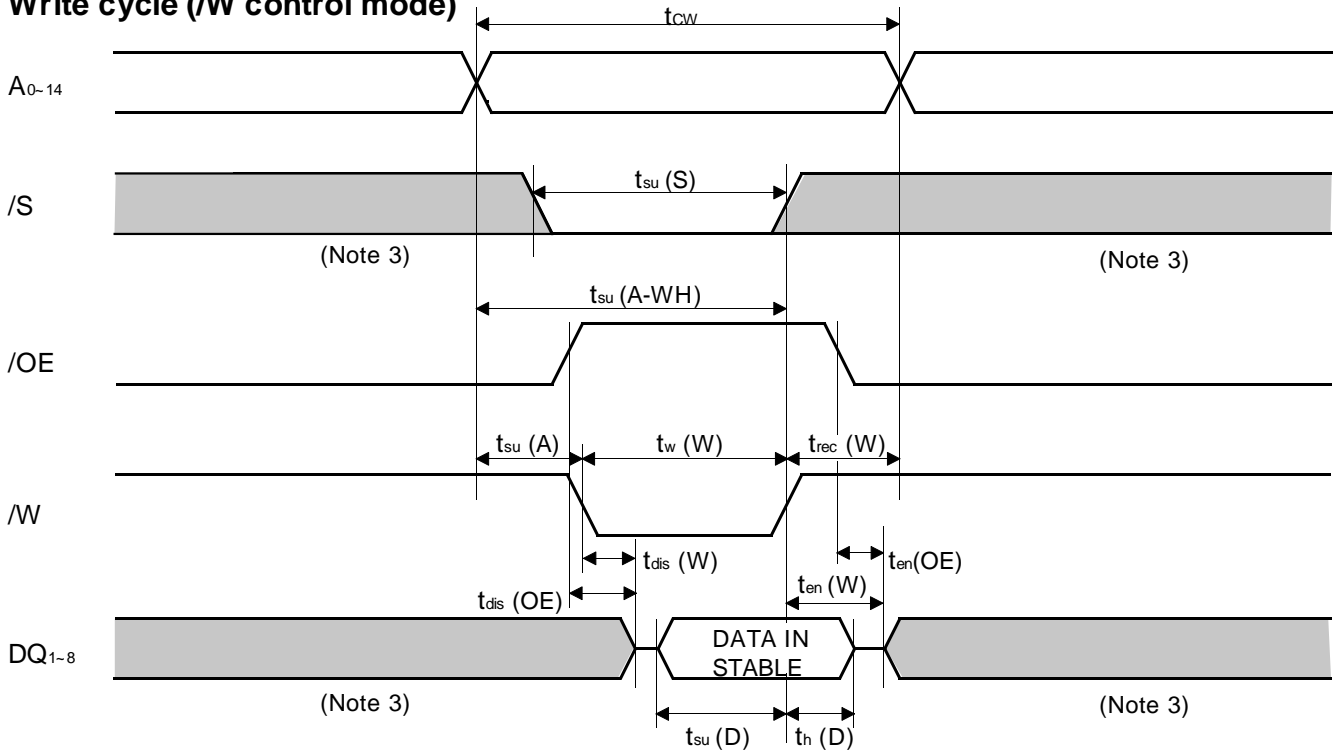 Write cycle (/W control mode)
tCW
A0~14
tsu (S)
/S
(Note 3)
(Note 3)
tsu (A-WH)
/OE
tsu (A)
tw (W)
trec (W)
/W
tdis (W)
ten(OE)
tdis (OE)
ten (W)
DQ1~8
DATA IN
STABLE
(Note 3)
(Note 3)
tsu (D)
th (D)